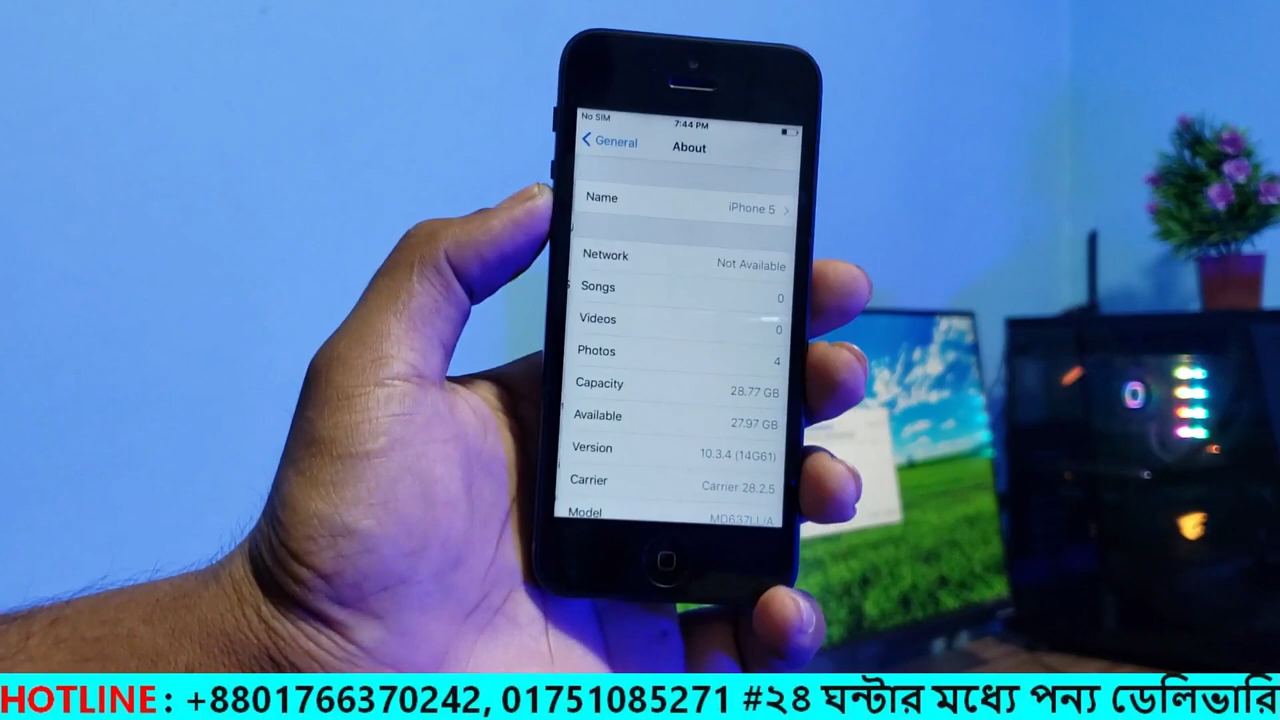 No SIM 7:44 PM
General About
Name iPhone 5
Network Not Available
Songs 0
Videos 0
Photos 4
Capacity 28.77 GB
Available 27.97 GB
Version 10.3.4 (14G61)
Carrier Carrier 28.2.5
Model MD637LL/A
HOTLINE : +8801766370242, 01751085271 #২৪ ঘন্টার মধ্যে পন্য ডেলিভারি